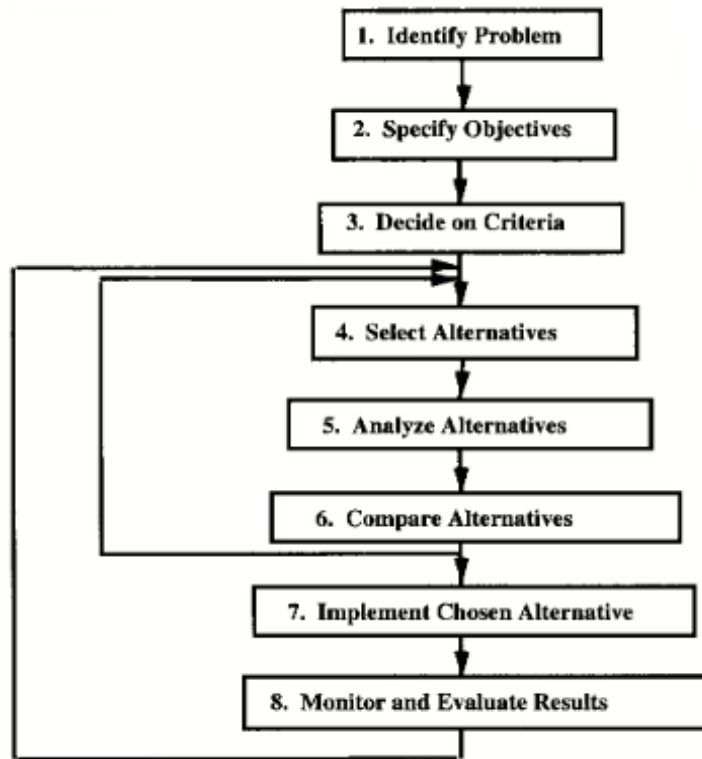 1. Identify Problem
2. Specify Objectives
3. Decide on Criteria
4. Select Alternatives
5. Analyze Alternatives
6. Compare Alternatives
7. Implement Chosen Alternative
8. Monitor and Evaluate Results